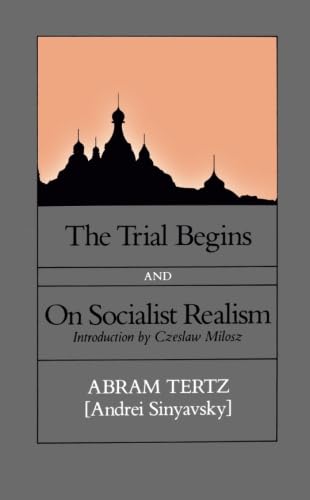 The Trial Begins
AND
On Socialist Realism
Introduction by Czeslaw Milosz
ABRAM TERTZ
[Andrei Sinyavsky]